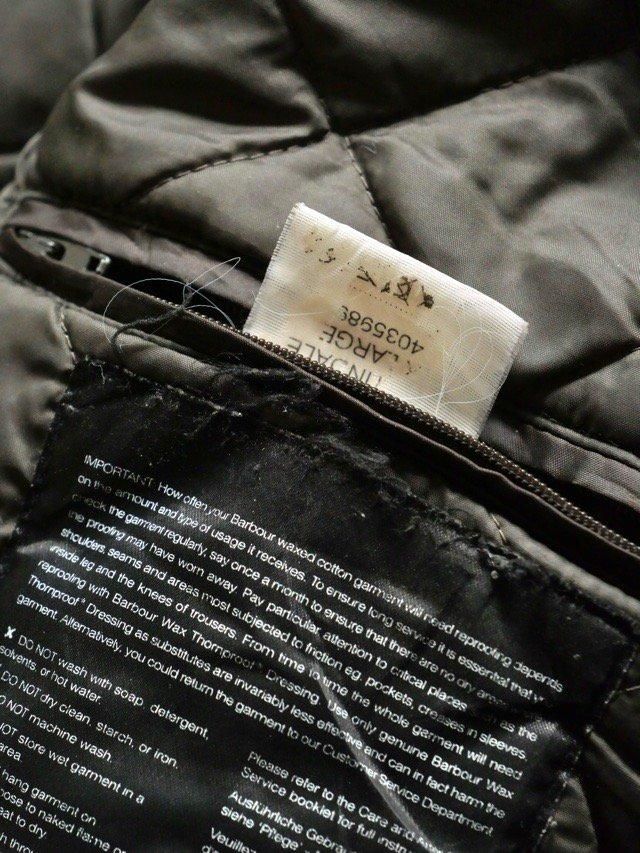 LARGE
IMPORTANT How often your Barbour waxed cotton garment will need reproofing depends
on the amount and type of usage it receives. To ensure long service it is essential that
check the garment regularly, say once a month to ensure that there are no dry areas
the proofing may have worn away. Pay particular attention to critical places such as the
shoulders seams and areas most subjected to friction eg. pockets, creases in sleeves,
inside leg and the knees of trousers. From time to time the whole garment will need
reproofing with Barbour Wax Thornproof® Dressing. Use only genuine Barbour Wax
Thornproof® Dressing as substitutes are invariably less effective and can in fact harm the
garment. Alternatively, you could return the garment to our Customer Service Department.
X DO NOT wash with soap, detergent,
solvents, or hot water.
DO NOT dry clean, starch, or iron.
DO NOT machine wash.
NOT store wet garment in a
area.
hang garment on
to naked flame or
to dry.
Please refer to the Care and
Service booklet for full
Ausführliche
siehe 'Pflege'
Veuillez